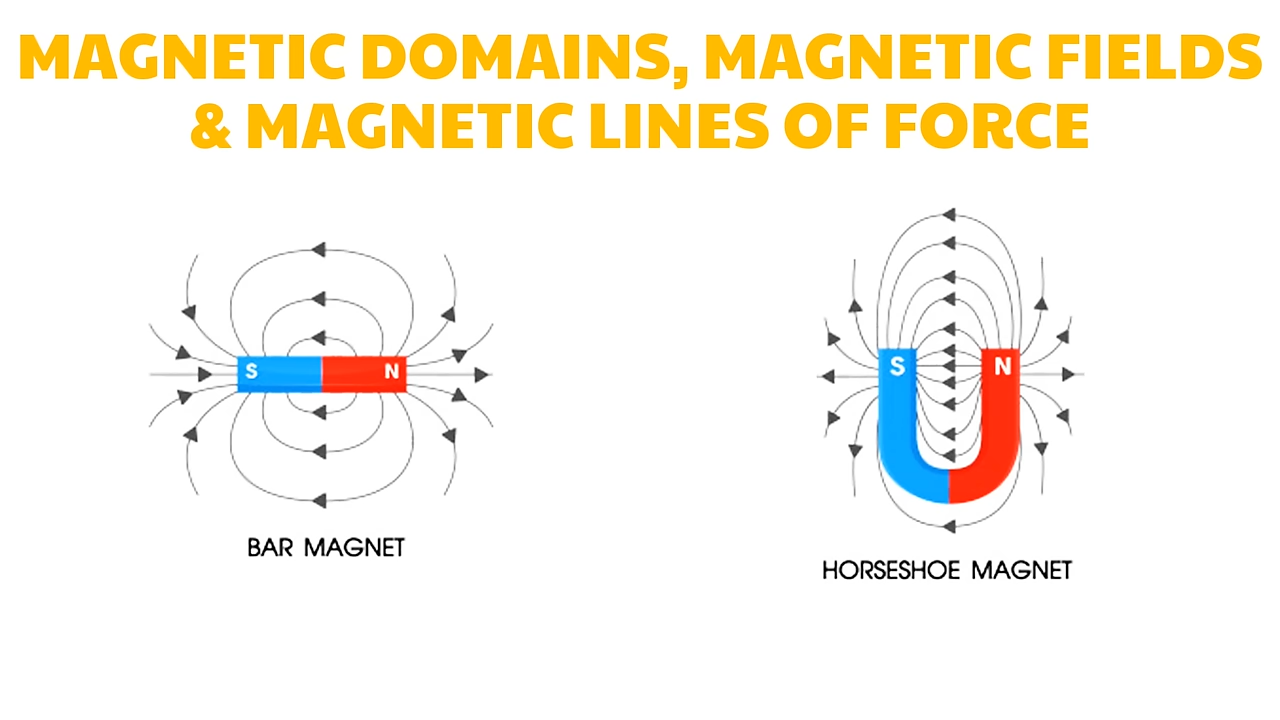 MAGNETIC DOMAINS, MAGNETIC FIELDS
& MAGNETIC LINES OF FORCE
S N
S N
BAR MAGNET
HORSESHOE MAGNET